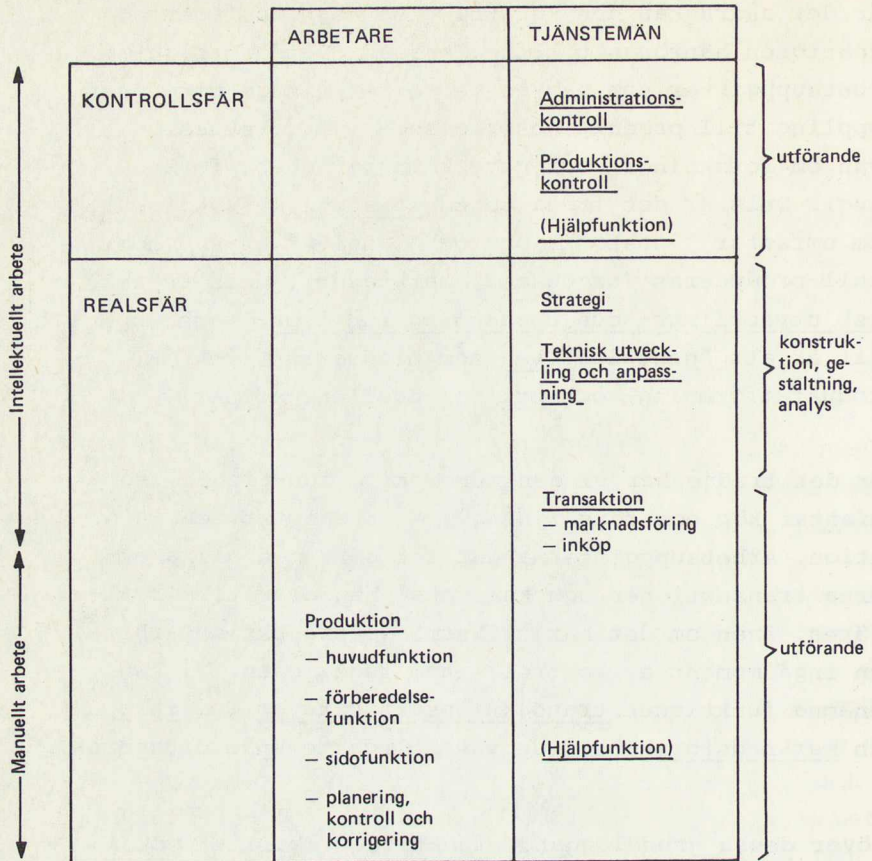 ARBETARE
TJÄNSTEMÄN
KONTROLLSFÄR
Administrations-
kontroll
Produktions-
kontroll
(Hjälpfunktion)
utförande
REALSFÄR
Strategi
Teknisk utveck-
ling och anpass-
ning
konstruk-
tion, ge-
staltning,
analys
Transaktion
— marknadsföring
— inköp
Produktion
— huvudfunktion
— förberedelse-
funktion
— sidofunktion
— planering,
kontroll och
korrigering
(Hjälpfunktion)
utförande
Intellektuellt arbete
Manuellt arbete